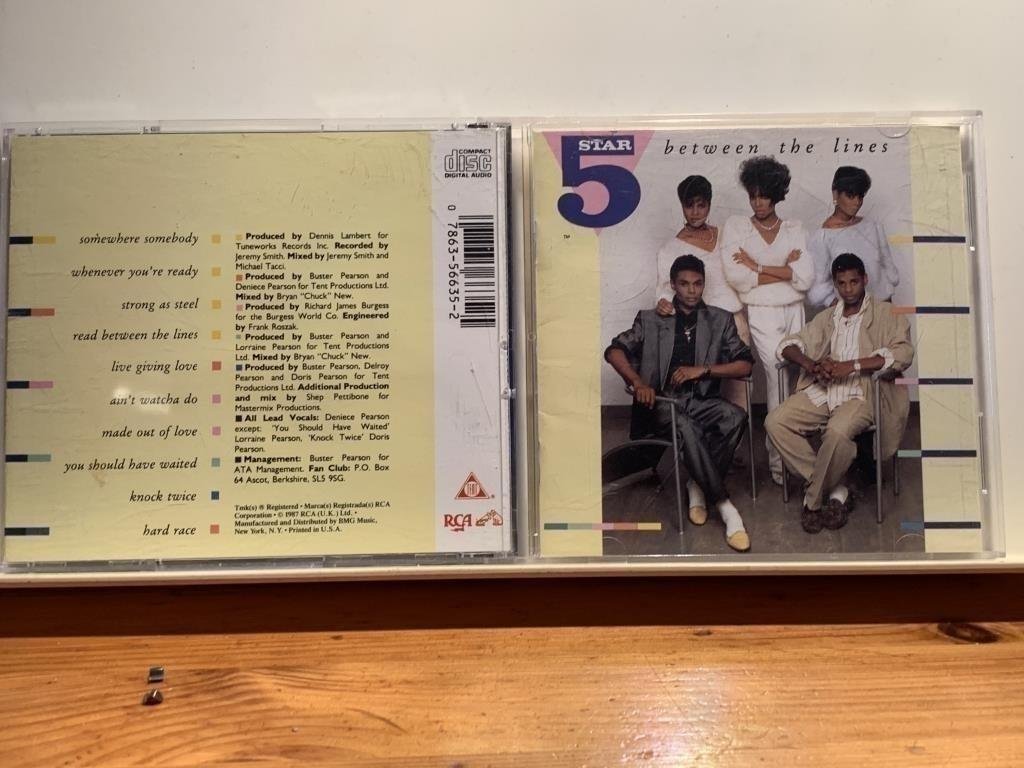 COMPACT
disc
DIGITAL AUDIO
0 7863-56635-2
somewhere somebody
whenever you're ready
strong as steel
read between the lines
live giving love
ain't watcha do
made out of love
you should have waited
knock twice
hard race
Produced by Dennis Lambert for
Tuneworks Records Inc. Recorded by
Jeremy Smith. Mixed by Jeremy Smith and
Michael Tacci.
Produced by Buster Pearson and
Deniece Pearson for Tent Productions Ltd.
Mixed by Bryan "Chuck" New.
Produced by Richard James Burgess
for the Burgess World Co. Engineered
by Frank Roszak.
Produced by Buster Pearson and
Lorraine Pearson for Tent Productions
Ltd. Mixed by Bryan "Chuck" New.
Produced by Buster Pearson, Delroy
Pearson and Doris Pearson for Tent
Productions Ltd. Additional Production
and mix by Shep Pettibone for
Mastermix Productions.
All Lead Vocals: Deniece Pearson
except: 'You Should Have Waited'
Lorraine Pearson, 'Knock Twice' Doris
Pearson.
Management: Buster Pearson for
ATA Management. Fan Club: P.O. Box
64 Ascot, Berkshire, SL5 9SG.
Tmk(s) ® Registered • Marca(s) Registrada(s) RCA
Corporation • © 1987 RCA (U.K.) Ltd. •
Manufactured and Distributed by BMG Music,
New York, N.Y. • Printed in U.S.A.
TENT
®
RCA
5 STAR
TM
between the lines